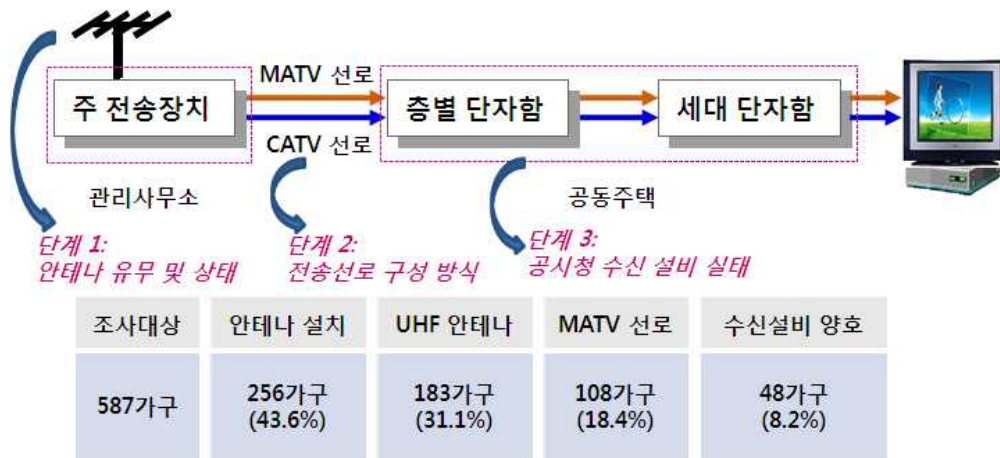 MATV 선로
주 전송장치
층별 단자함
세대 단자함
CATV 선로
관리사무소
공동주택
단계 1:
안테나 유무 및 상태
단계 2:
전송선로 구성 방식
단계 3:
공시청 수신 설비 실태
조사대상 안테나 설치 UHF 안테나 MATV 선로 수신설비 양호
587가구 256가구 183가구 108가구 48가구
(43.6%) (31.1%) (18.4%) (8.2%)